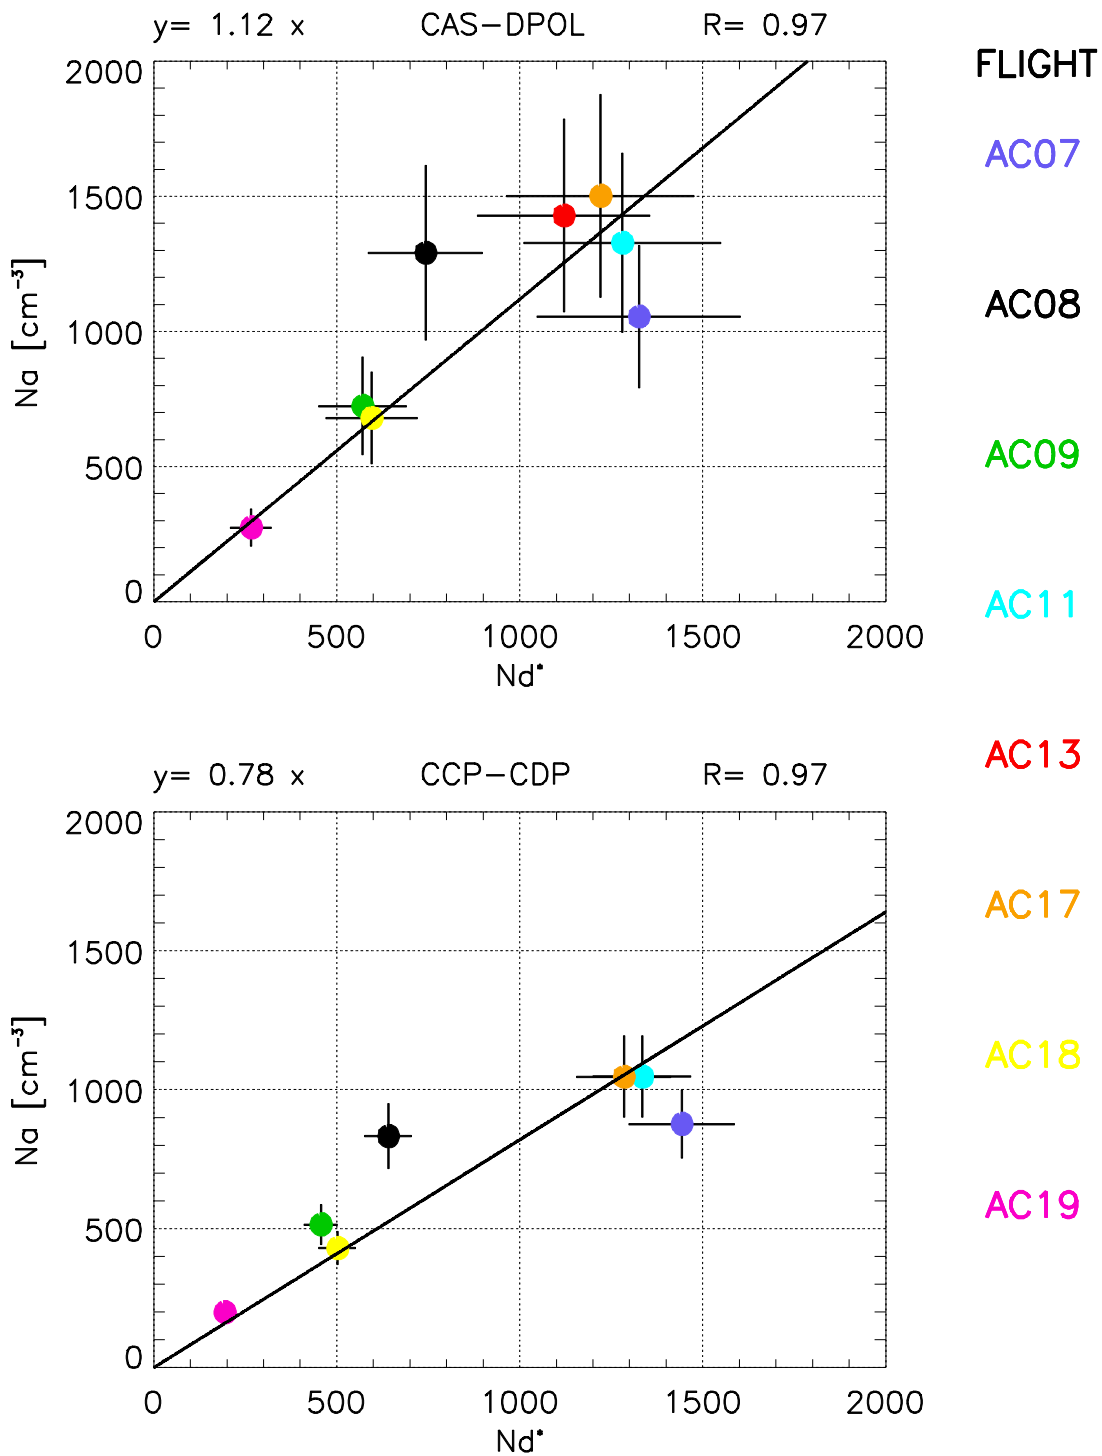 y= 1.12 x CAS-DPOL R= 0.97
FLIGHT
AC07
AC08
AC09
AC11
AC13
AC17
AC18
AC19
2000
1500
1000
500
0
Na [cm⁻³]
0 500 1000 1500 2000
Nd*
y= 0.78 x CCP-CDP R= 0.97
2000
1500
1000
500
0
Na [cm⁻³]
0 500 1000 1500 2000
Nd*